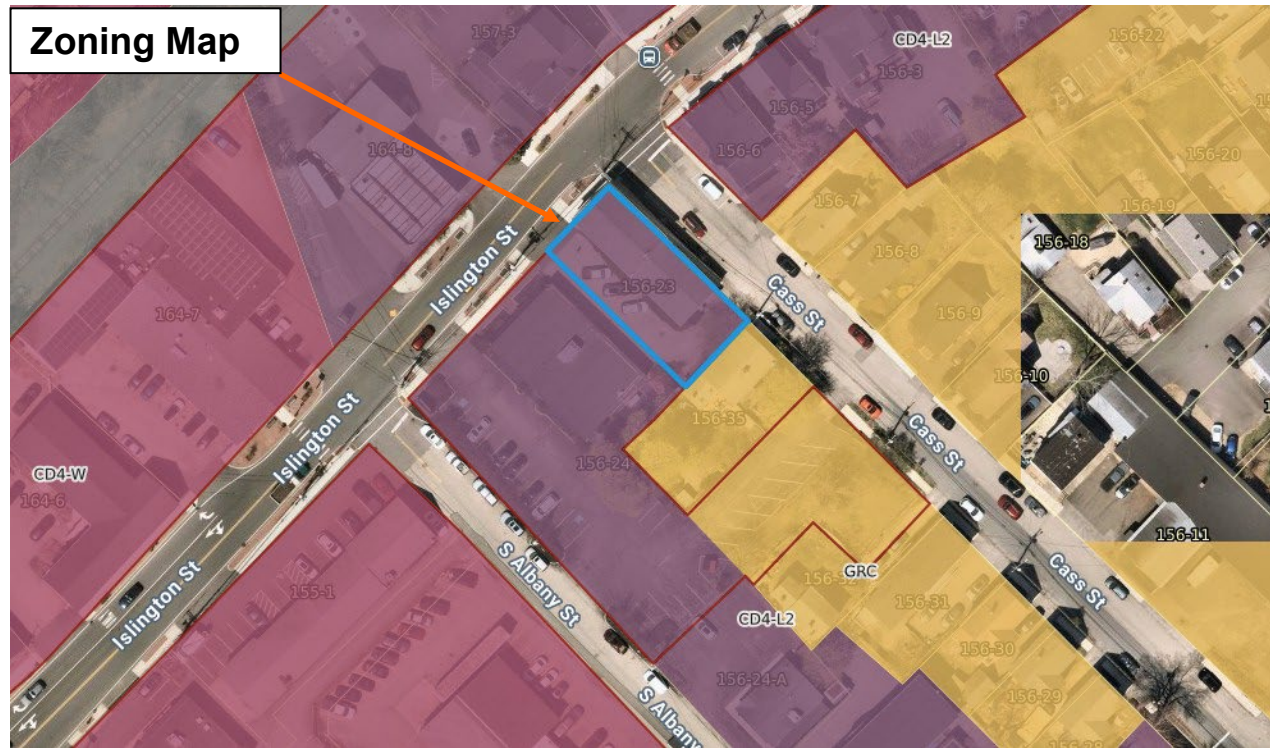 Zoning Map
157-3
CD4-L2
156-3
156-22
156-5
164-8
156-6
156-20
156-7
156-19
156-18
156-8
Islington St
156-23
Cass St
164-7
156-9
156-10
Islington St
156-35
CD4-W
164-6
156-24
Cass St
156-11
S Albany St
GRC
156-32
Cass St
155-1
156-31
CD4-L2
Islington St
156-30
156-24-A
156-29
S Albany